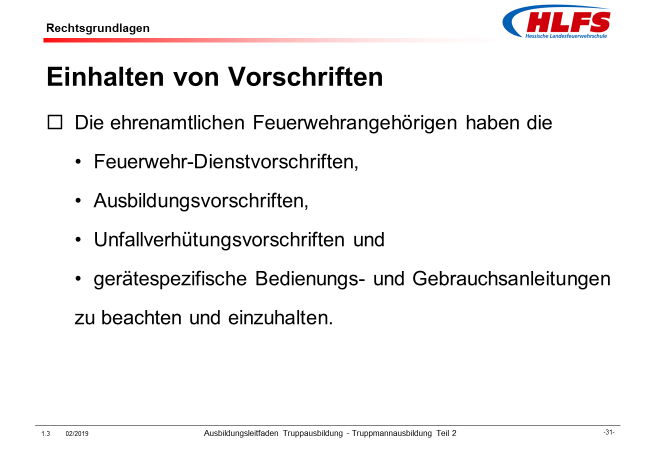 Rechtsgrundlagen
HLFS
Hessische Landesfeuerwehrschule
Einhalten von Vorschriften
Die ehrenamtlichen Feuerwehrangehörigen haben die
• Feuerwehr-Dienstvorschriften,
• Ausbildungsvorschriften,
• Unfallverhütungsvorschriften und
• gerätespezifische Bedienungs- und Gebrauchsanleitungen
zu beachten und einzuhalten.
1.3 02/2019 Ausbildungsleitfaden Truppausbildung - Truppmannausbildung Teil 2 -31-